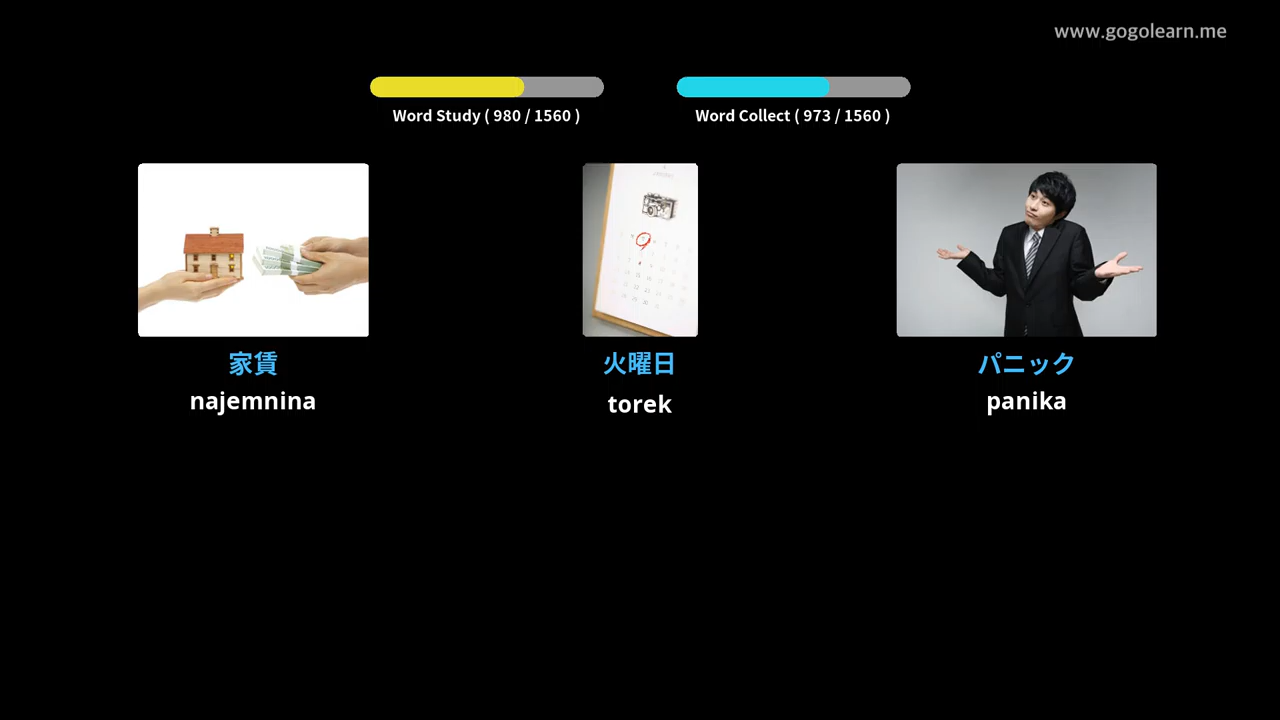 www.gogolearn.me
Word Study ( 980 / 1560 )
Word Collect ( 973 / 1560 )
家賃
najemnina
火曜日
torek
パニック
panika